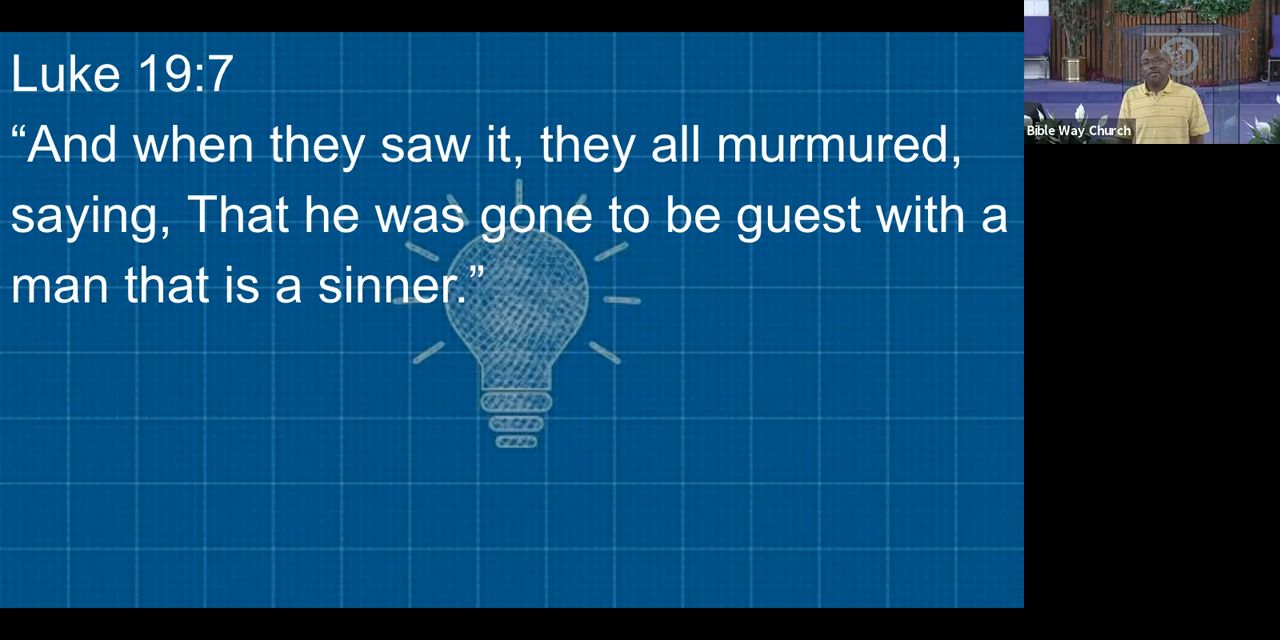 Luke 19:7
“And when they saw it, they all murmured,
saying, That he was gone to be guest with a
man that is a sinner.”
Bible Way Church